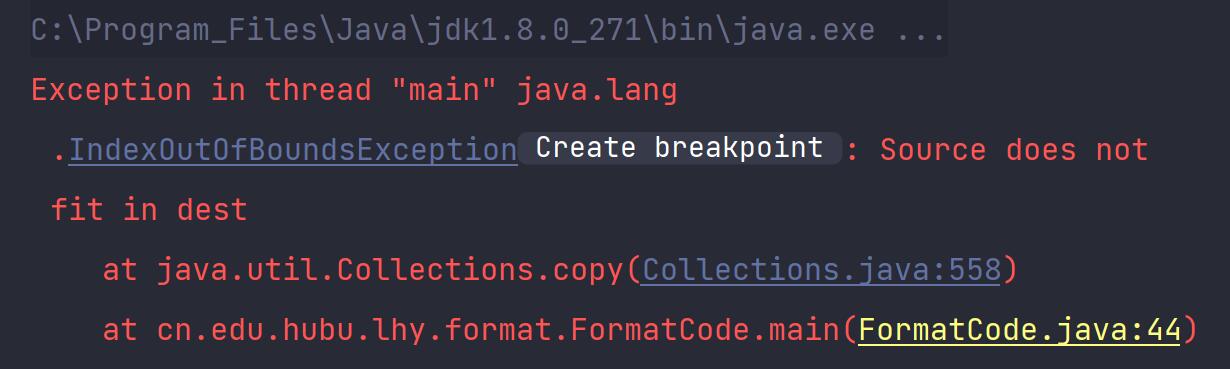 C:\Program_Files\Java\jdk1.8.0_271\bin\java.exe ...
Exception in thread "main" java.lang
.IndexOutOfBoundsException Create breakpoint : Source does not
fit in dest
at java.util.Collections.copy(Collections.java:558)
at cn.edu.hubu.lhy.format.FormatCode.main(FormatCode.java:44)